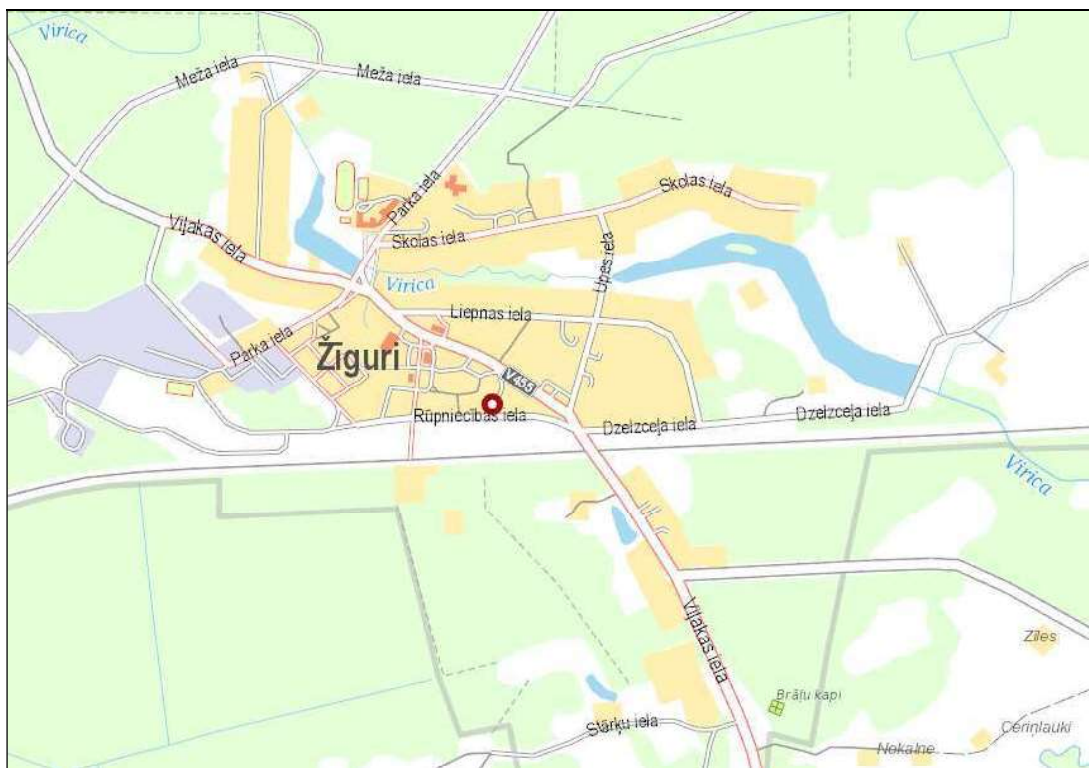 Virica
Meža iela
Meža iela
Parka iela
Skolas iela
Skolas iela
Viļakas iela
Upes iela
Virica
Liepnas iela
Parka iela
Žīguri
V455
Rūpniecības iela
Dzelzceļa iela
Dzelzceļa iela
Virica
Viļakas iela
Zīles
Brāļu kapi
Stārķu iela
Ceriņlauki
Nokalne